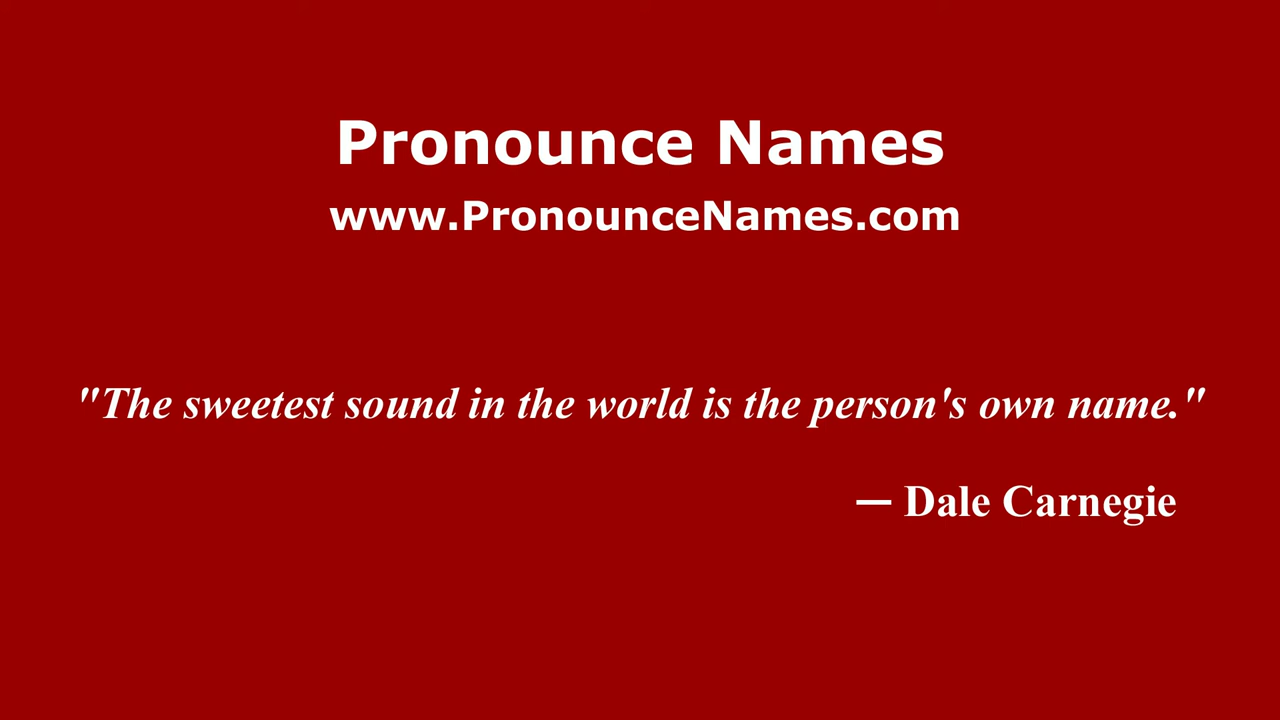 Pronounce Names
www.PronounceNames.com
"The sweetest sound in the world is the person's own name."
— Dale Carnegie